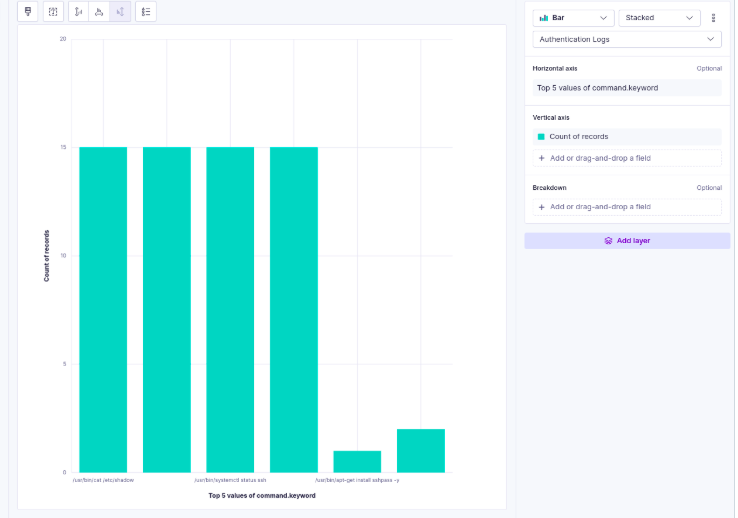 Bar
Stacked
Authentication Logs
Horizontal axis
Optional
Top 5 values of command.keyword
Vertical axis
Count of records
Add or drag-and-drop a field
Breakdown
Optional
Add or drag-and-drop a field
Add layer
20
15
10
5
0
Count of records
/usr/bin/cat /etc/shadow
/usr/bin/systemctl status ssh
/usr/bin/apt-get install sshpass -y
Top 5 values of command.keyword